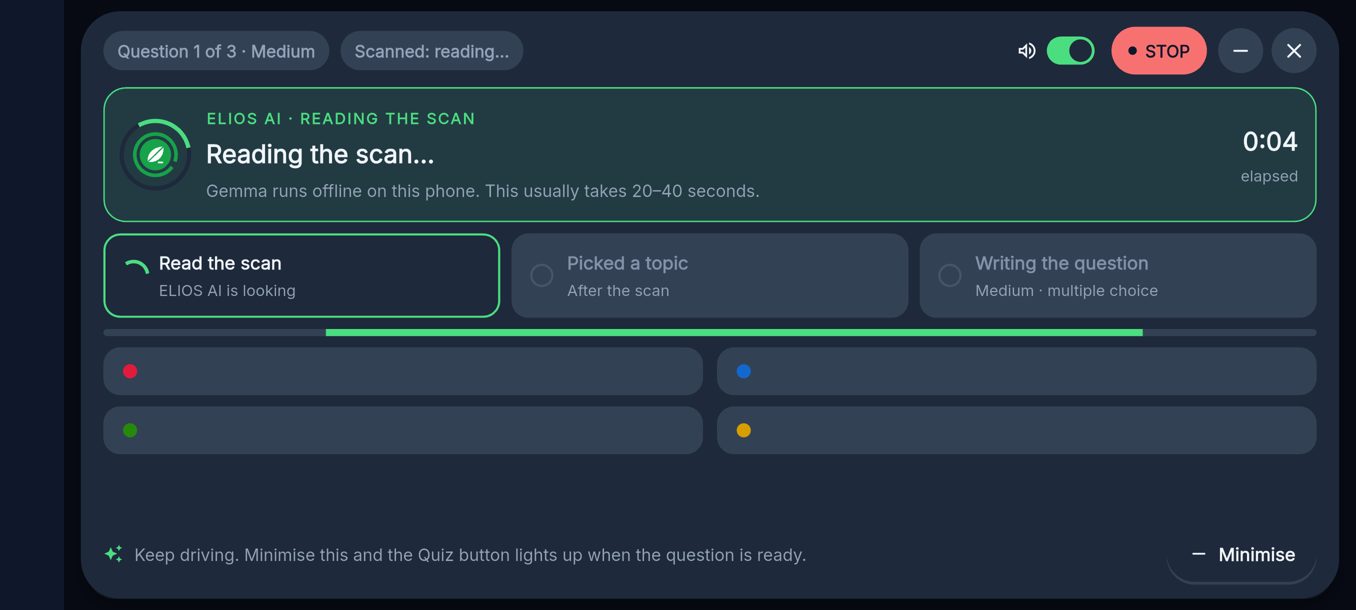 Question 1 of 3 · Medium
Scanned: reading...
STOP
ELIOS AI · READING THE SCAN
Reading the scan...
Gemma runs offline on this phone. This usually takes 20–40 seconds.
0:04
elapsed
Read the scan
ELIOS AI is looking
Picked a topic
After the scan
Writing the question
Medium · multiple choice
Keep driving. Minimise this and the Quiz button lights up when the question is ready.
Minimise